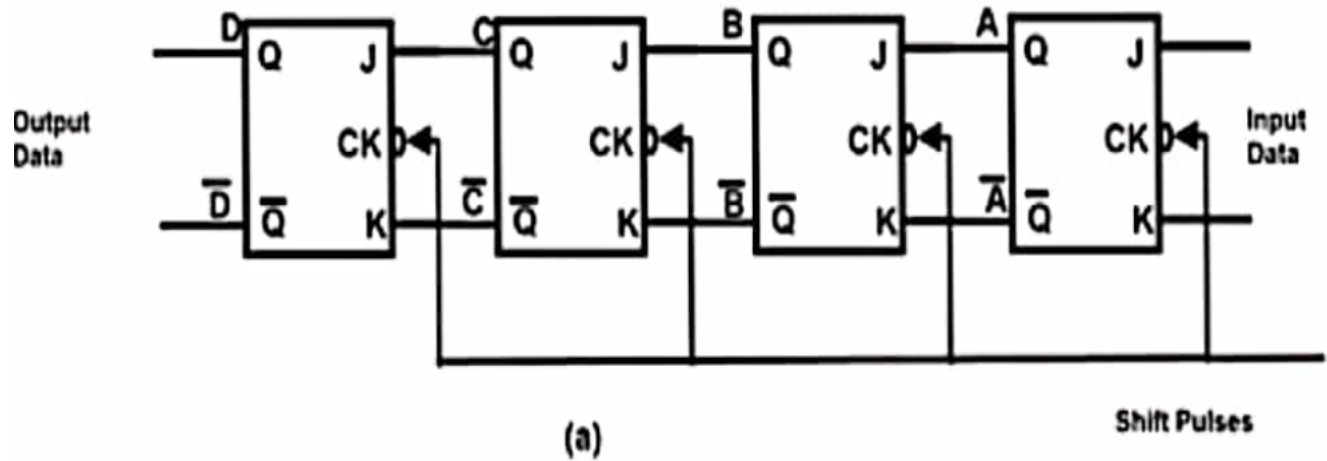 D C B A
Q J Q J Q J Q J
Output
Data
CK CK CK CK
Input
Data
D̅ C̅ B̅ A̅
Q̅ K Q̅ K Q̅ K Q̅ K
Shift Pulses
(a)